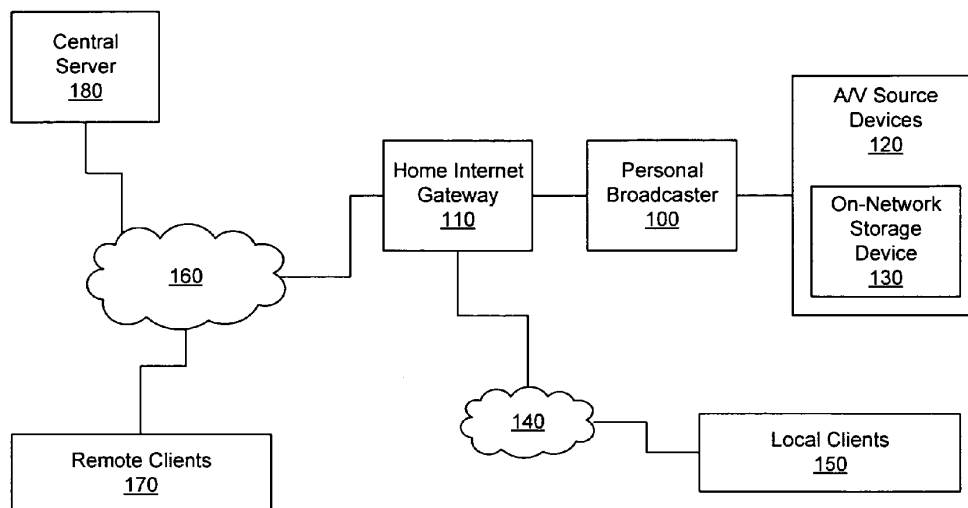 Central
Server
180
Home Internet
Gateway
110
Personal
Broadcaster
100
A/V Source
Devices
120
On-Network
Storage
Device
130
160
140
Remote Clients
170
Local Clients
150